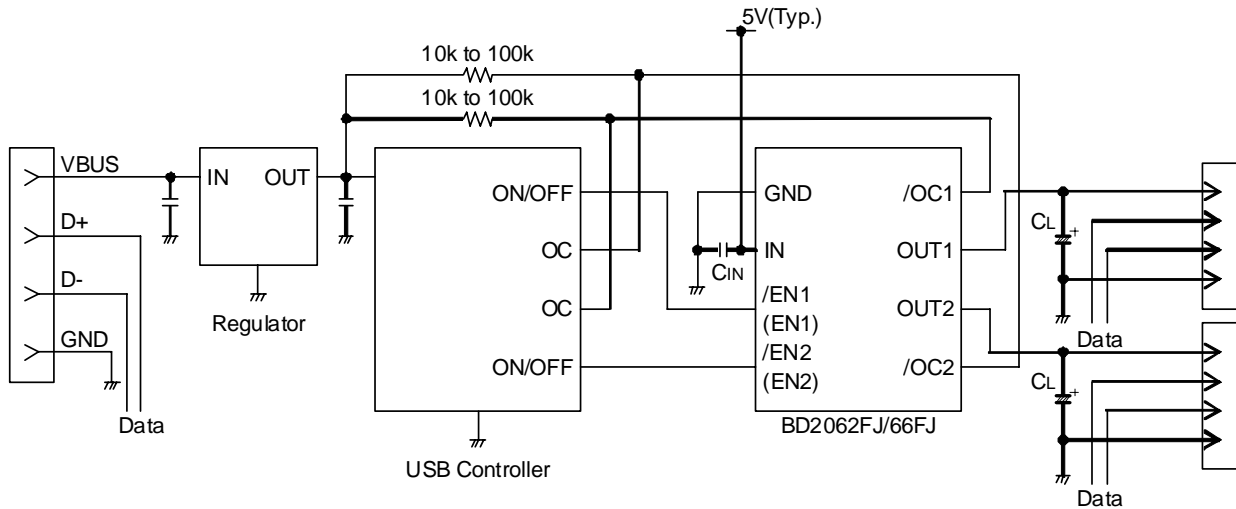 5V(Typ.)
10k to 100k
10k to 100k
VBUS
D+
D-
GND
Data
IN
OUT
Regulator
ON/OFF
OC
OC
ON/OFF
USB Controller
GND
IN
CIN
/EN1
(EN1)
/EN2
(EN2)
/OC1
OUT1
OUT2
/OC2
BD2062FJ/66FJ
CL
+
Data
CL
+
Data